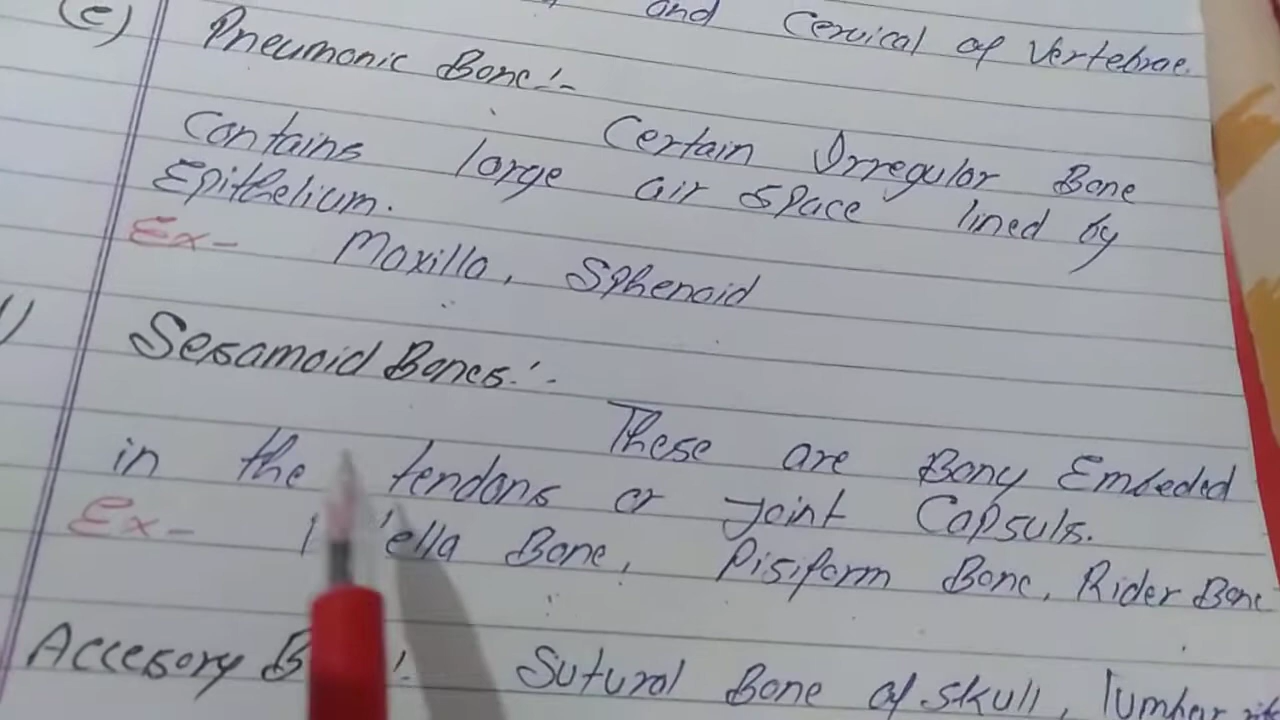 and Cervical of Vertebrae.
(e) Pneumonic Bone:-
Certain Irregular Bone
Contains large air space lined by
Epithelium.
Ex- Maxilla, Sphenoid
Sesamoid Bones:-
These are Bony Embeded
in the tendons or joint Capsuls.
Ex- Bone, Pisiform Bone, Rider Bone
Accesory Sutural Bone of skull, lumbar